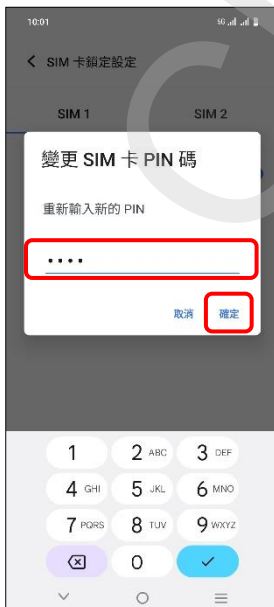 10:01 5G
SIM 卡鎖定設定
SIM 1 SIM 2
變更 SIM 卡 PIN 碼
重新輸入新的 PIN
••••
取消 確定
1 2 ABC 3 DEF
4 GHI 5 JKL 6 MNO
7 PQRS 8 TUV 9 WXYZ
0